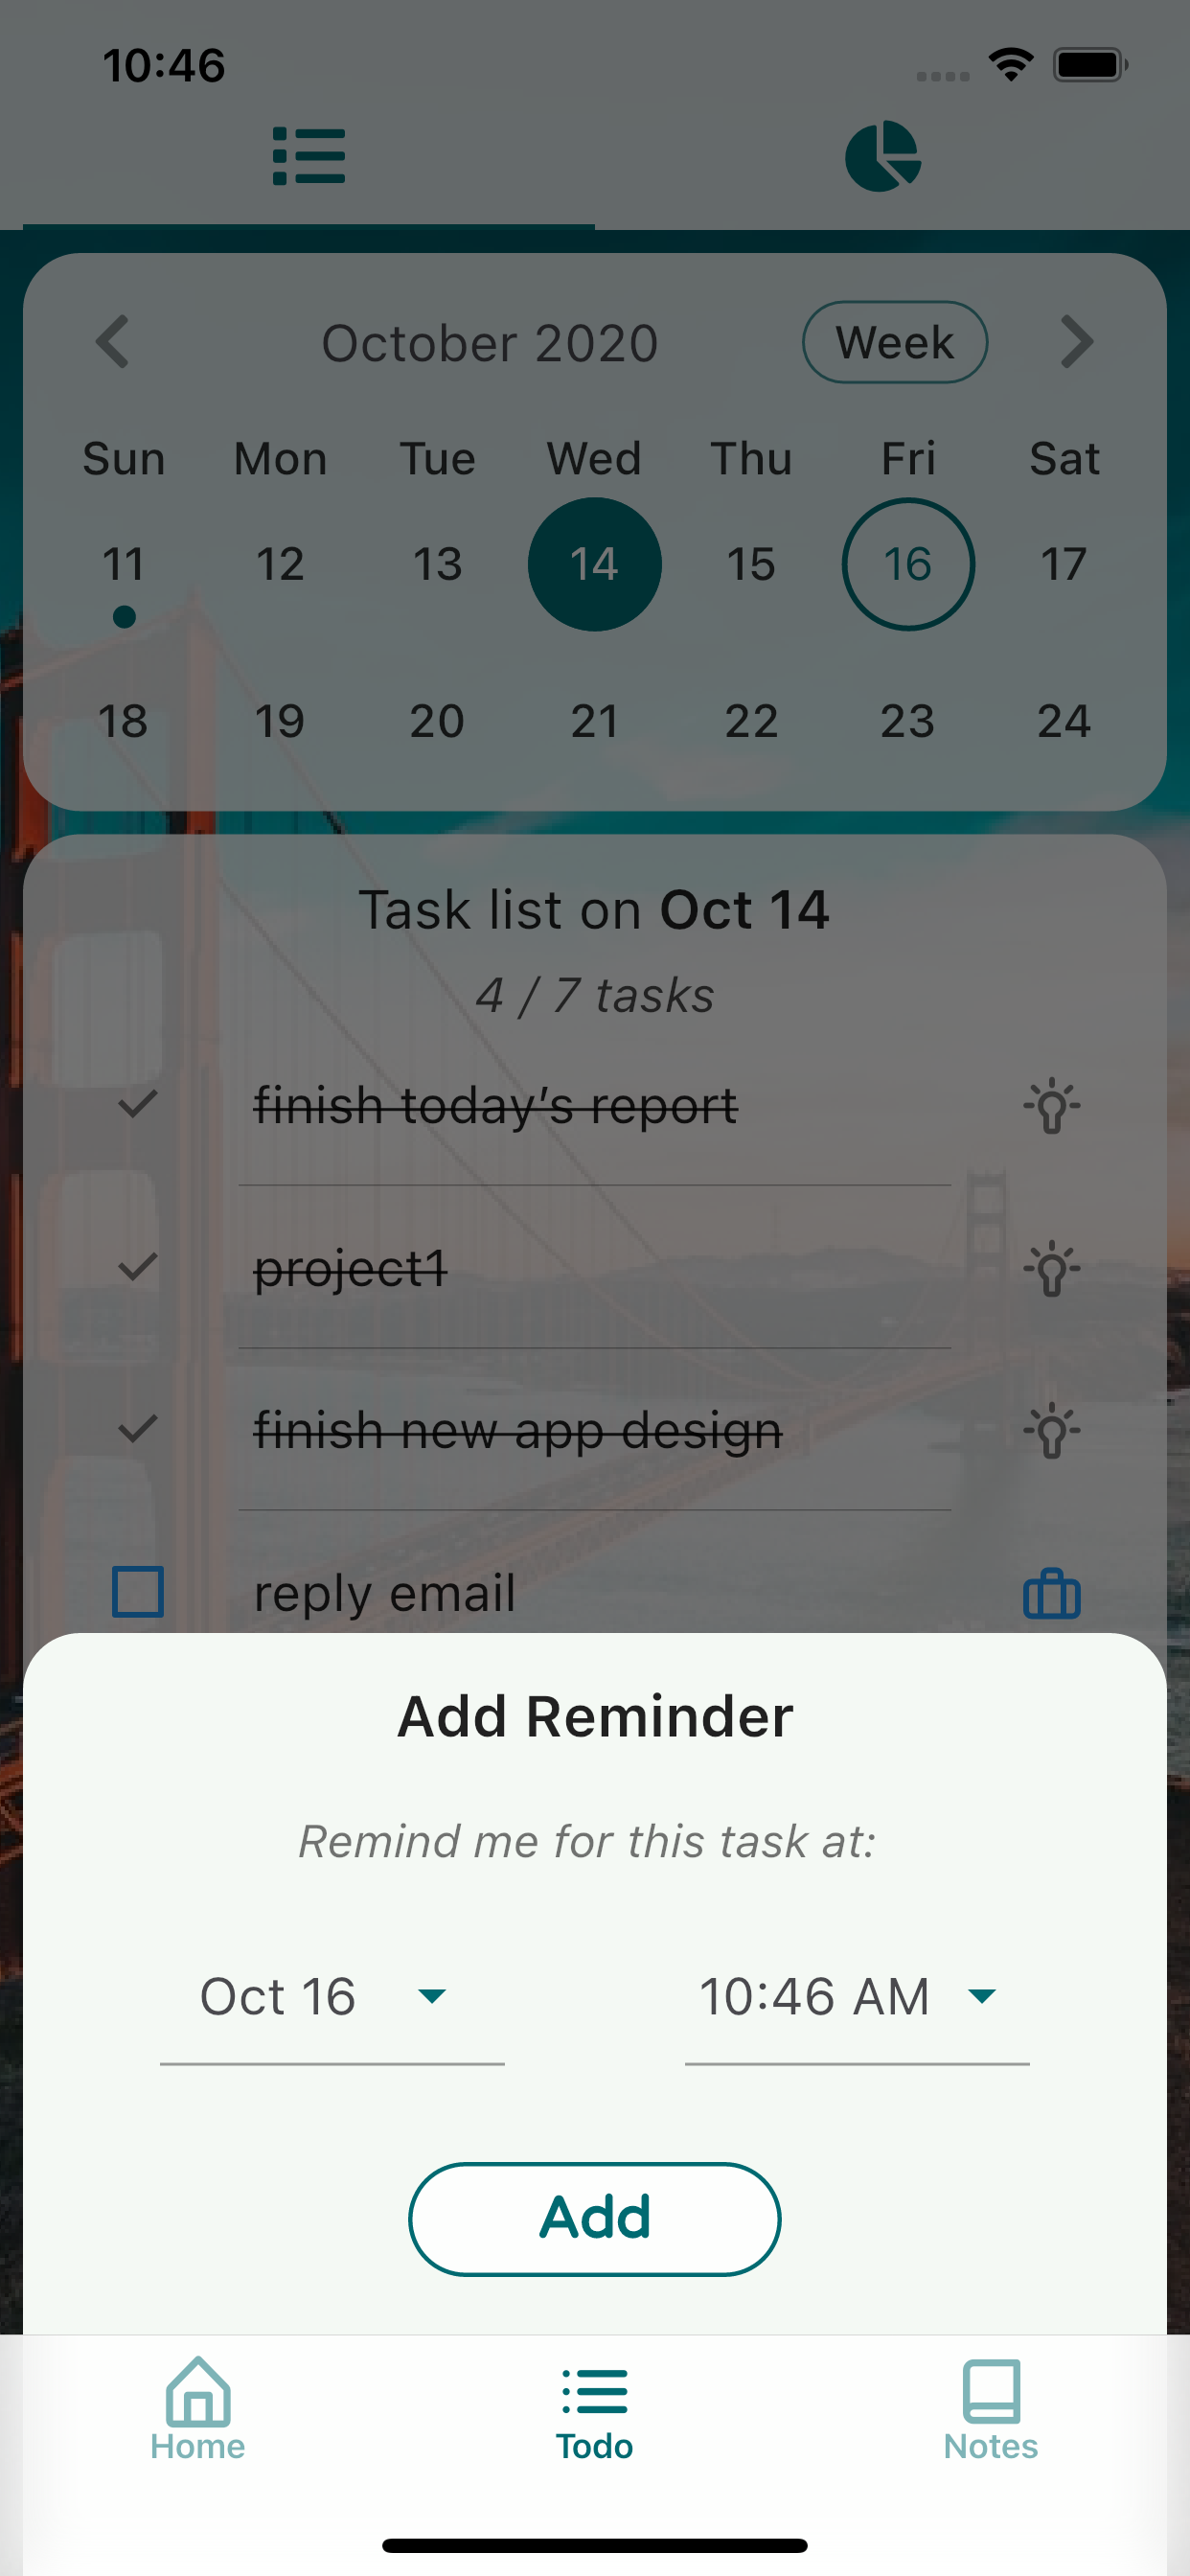 10:46
October 2020 Week
Sun Mon Tue Wed Thu Fri Sat
11 12 13 14 15 16 17
18 19 20 21 22 23 24
Task list on Oct 14
4 / 7 tasks
finish today's report
project1
finish new app design
reply email
Add Reminder
Remind me for this task at:
Oct 16 10:46 AM
Add
Home Todo Notes